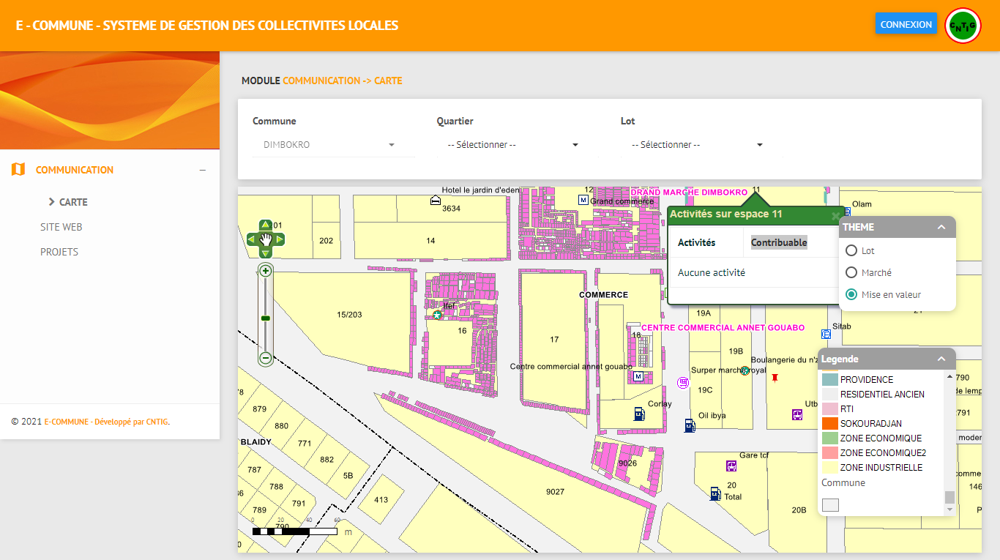 E - COMMUNE - SYSTEME DE GESTION DES COLLECTIVITES LOCALES
CONNEXION
CNTIG
COMMUNICATION
CARTE
SITE WEB
PROJETS
© 2021 E-COMMUNE - Développé par CNTIG.
MODULE COMMUNICATION -> CARTE
Commune
Quartier
Lot
DIMBOKRO
-- Sélectionner --
-- Sélectionner --
Hotel le jardin d'eden
12
GRAND MARCHE DIMBOKRO
11
M
Grand commerce
Olam
3634
01
202
14
Activités sur espace 11
Activités
Contribuable
Aucune activité
THEME
Lot
Marché
Mise en valeur
COMMERCE
Ifef
15/203
16
17
18
19A
CENTRE COMMERCIAL ANNET GOUABO
Sitab
19B
Centre commercial annet gouabo
M
Surper marche royal
Boulangerie du n'z
19C
Corlay
Oil ibya
Utb
Legende
PROVIDENCE
RESIDENTIEL ANCIEN
RTI
SOKOURADJAN
ZONE ECONOMIQUE
ZONE ECONOMIQUE2
ZONE INDUSTRIELLE
Commune
790
de lemp
791
moder
omme
146
P
78
879
880
771
882
5B
BLAIDY
787
788
789
791
790
413
9026
9027
Gare tcf
20
Total
20B
0 20 40 60
m